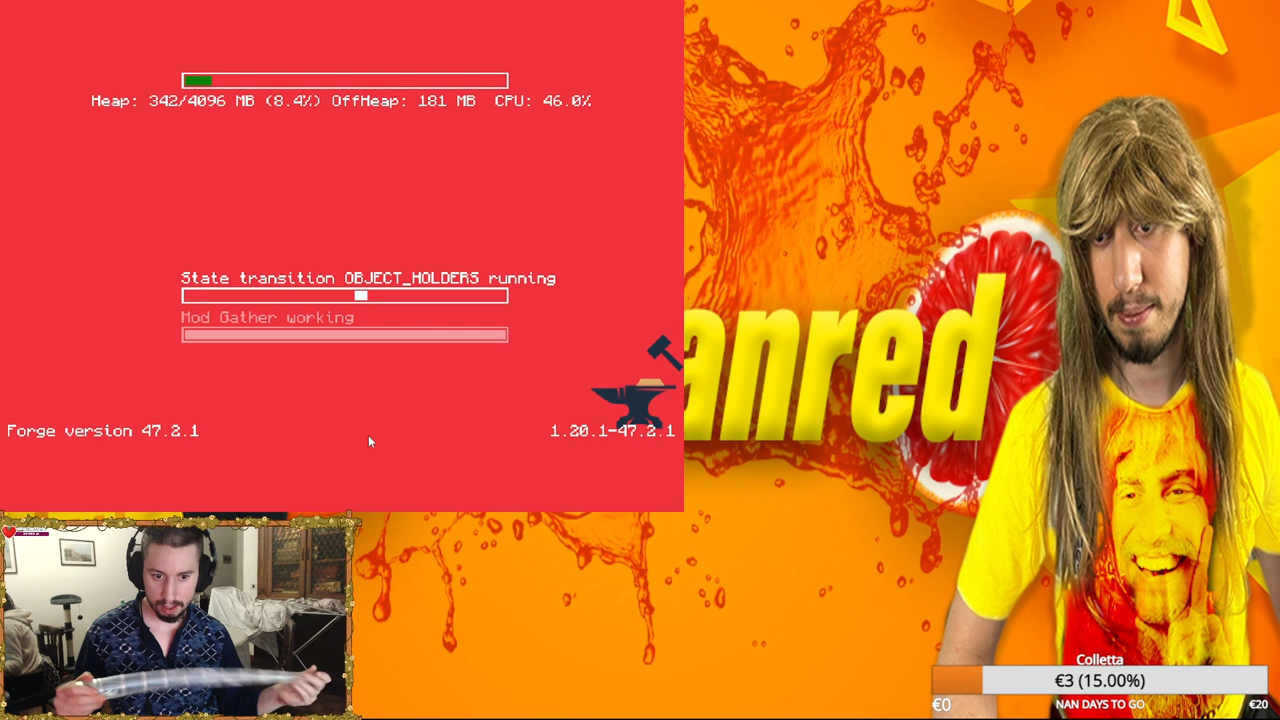 Heap: 342/4096 MB (8.4%) OffHeap: 181 MB CPU: 46.0%
State transition OBJECT_HOLDERS running
Mod Gather working
Forge version 47.2.1
1.20.1-47.2.1
anred
Colletta
€3 (15.00%)
€0
NAN DAYS TO GO
€20